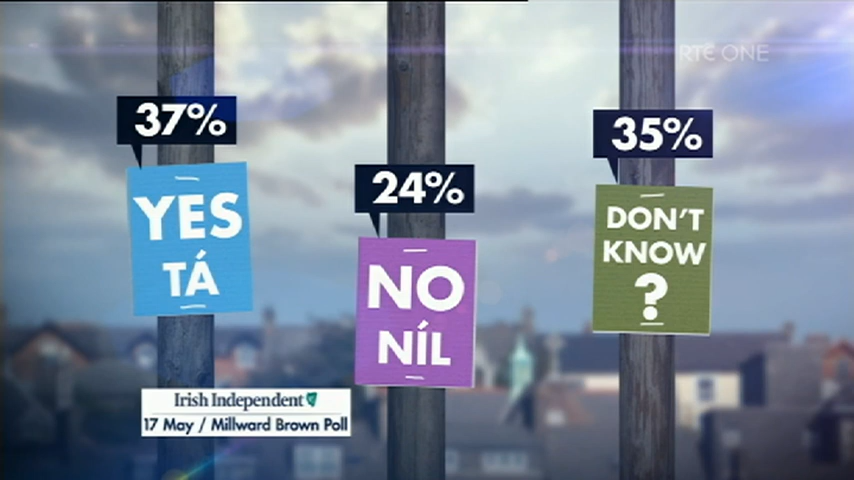 RTÉ ONE
37%
YES
TÁ
24%
NO
NÍL
35%
DON'T
KNOW
?
Irish Independent
17 May / Millward Brown Poll